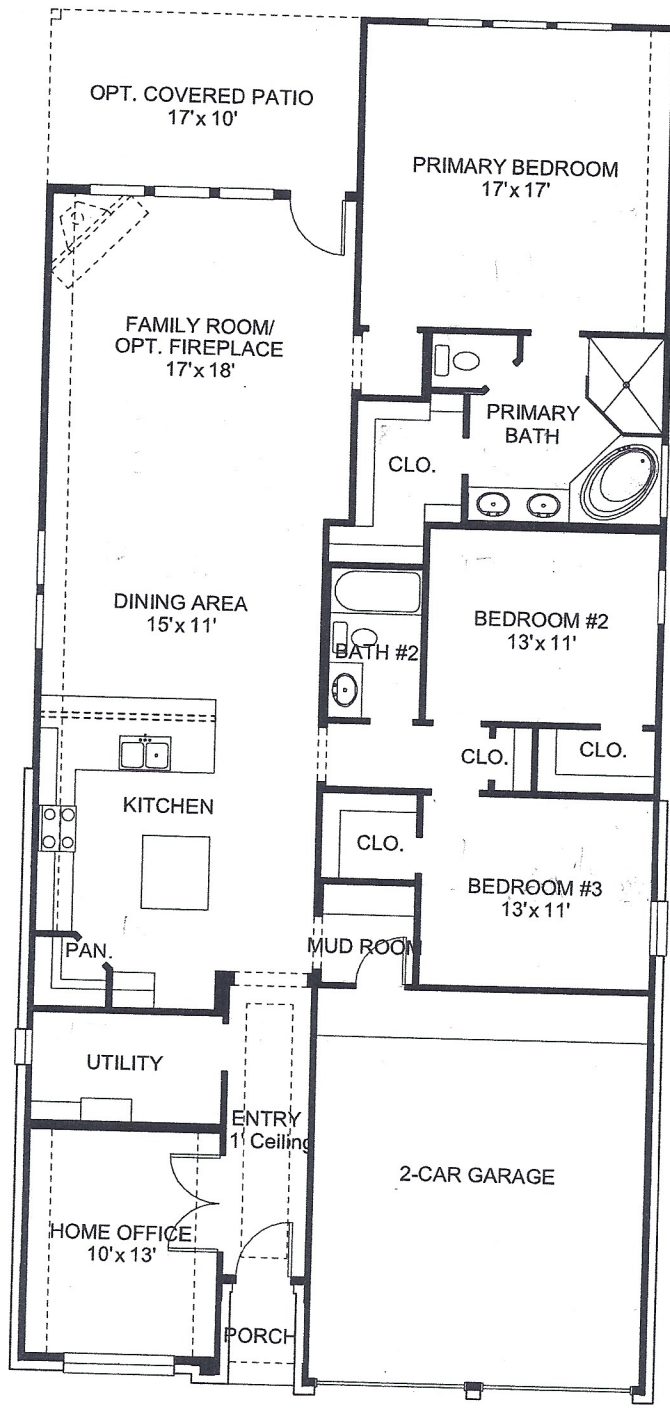 OPT. COVERED PATIO
17'x 10'
PRIMARY BEDROOM
17'x 17'
FAMILY ROOM/
OPT. FIREPLACE
17'x 18'
PRIMARY
BATH
CLO.
DINING AREA
15'x 11'
BEDROOM #2
13'x 11'
BATH #2
CLO.
CLO.
KITCHEN
CLO.
BEDROOM #3
13'x 11'
PAN.
MUD ROOM
UTILITY
ENTRY
1' Ceiling
2-CAR GARAGE
HOME OFFICE
10'x 13'
PORCH